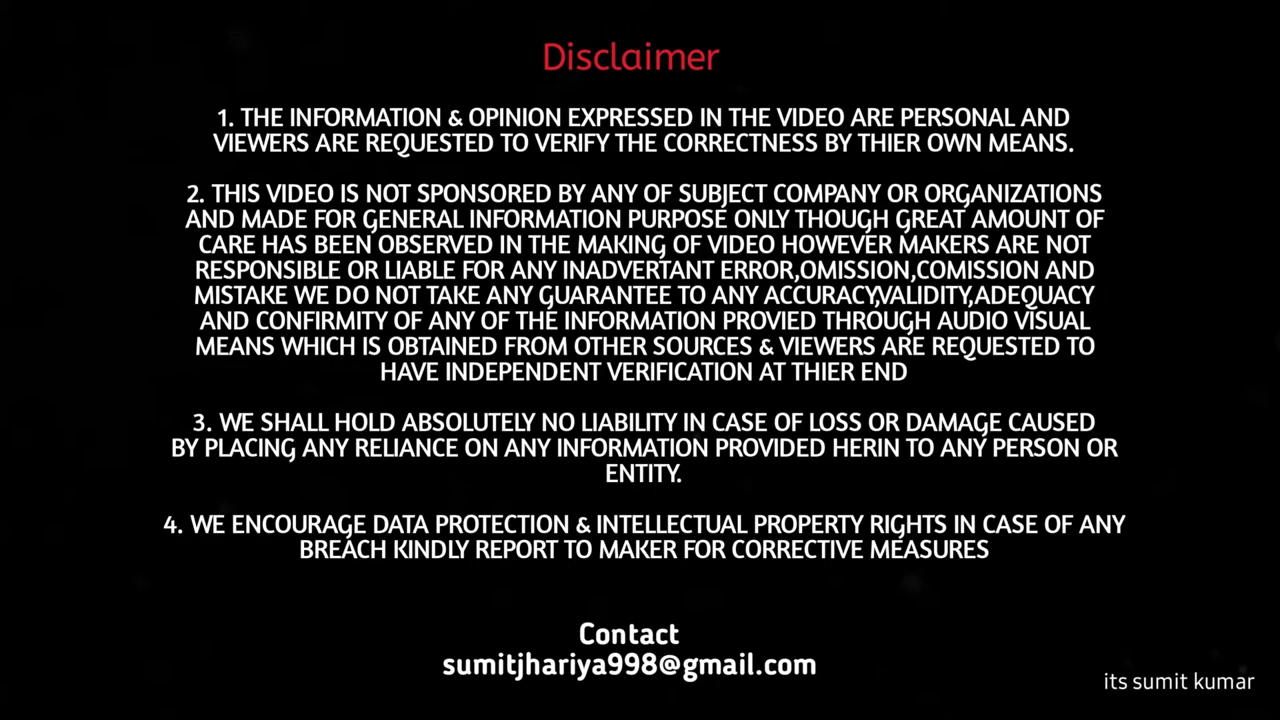 Disclaimer
1. THE INFORMATION & OPINION EXPRESSED IN THE VIDEO ARE PERSONAL AND
VIEWERS ARE REQUESTED TO VERIFY THE CORRECTNESS BY THIER OWN MEANS.
2. THIS VIDEO IS NOT SPONSORED BY ANY OF SUBJECT COMPANY OR ORGANIZATIONS
AND MADE FOR GENERAL INFORMATION PURPOSE ONLY THOUGH GREAT AMOUNT OF
CARE HAS BEEN OBSERVED IN THE MAKING OF VIDEO HOWEVER MAKERS ARE NOT
RESPONSIBLE OR LIABLE FOR ANY INADVERTANT ERROR,OMISSION,COMISSION AND
MISTAKE WE DO NOT TAKE ANY GUARANTEE TO ANY ACCURACY,VALIDITY,ADEQUACY
AND CONFIRMITY OF ANY OF THE INFORMATION PROVIED THROUGH AUDIO VISUAL
MEANS WHICH IS OBTAINED FROM OTHER SOURCES & VIEWERS ARE REQUESTED TO
HAVE INDEPENDENT VERIFICATION AT THIER END
3. WE SHALL HOLD ABSOLUTELY NO LIABILITY IN CASE OF LOSS OR DAMAGE CAUSED
BY PLACING ANY RELIANCE ON ANY INFORMATION PROVIDED HERIN TO ANY PERSON OR
ENTITY.
4. WE ENCOURAGE DATA PROTECTION & INTELLECTUAL PROPERTY RIGHTS IN CASE OF ANY
BREACH KINDLY REPORT TO MAKER FOR CORRECTIVE MEASURES
Contact
sumitjhariya998@gmail.com
its sumit kumar